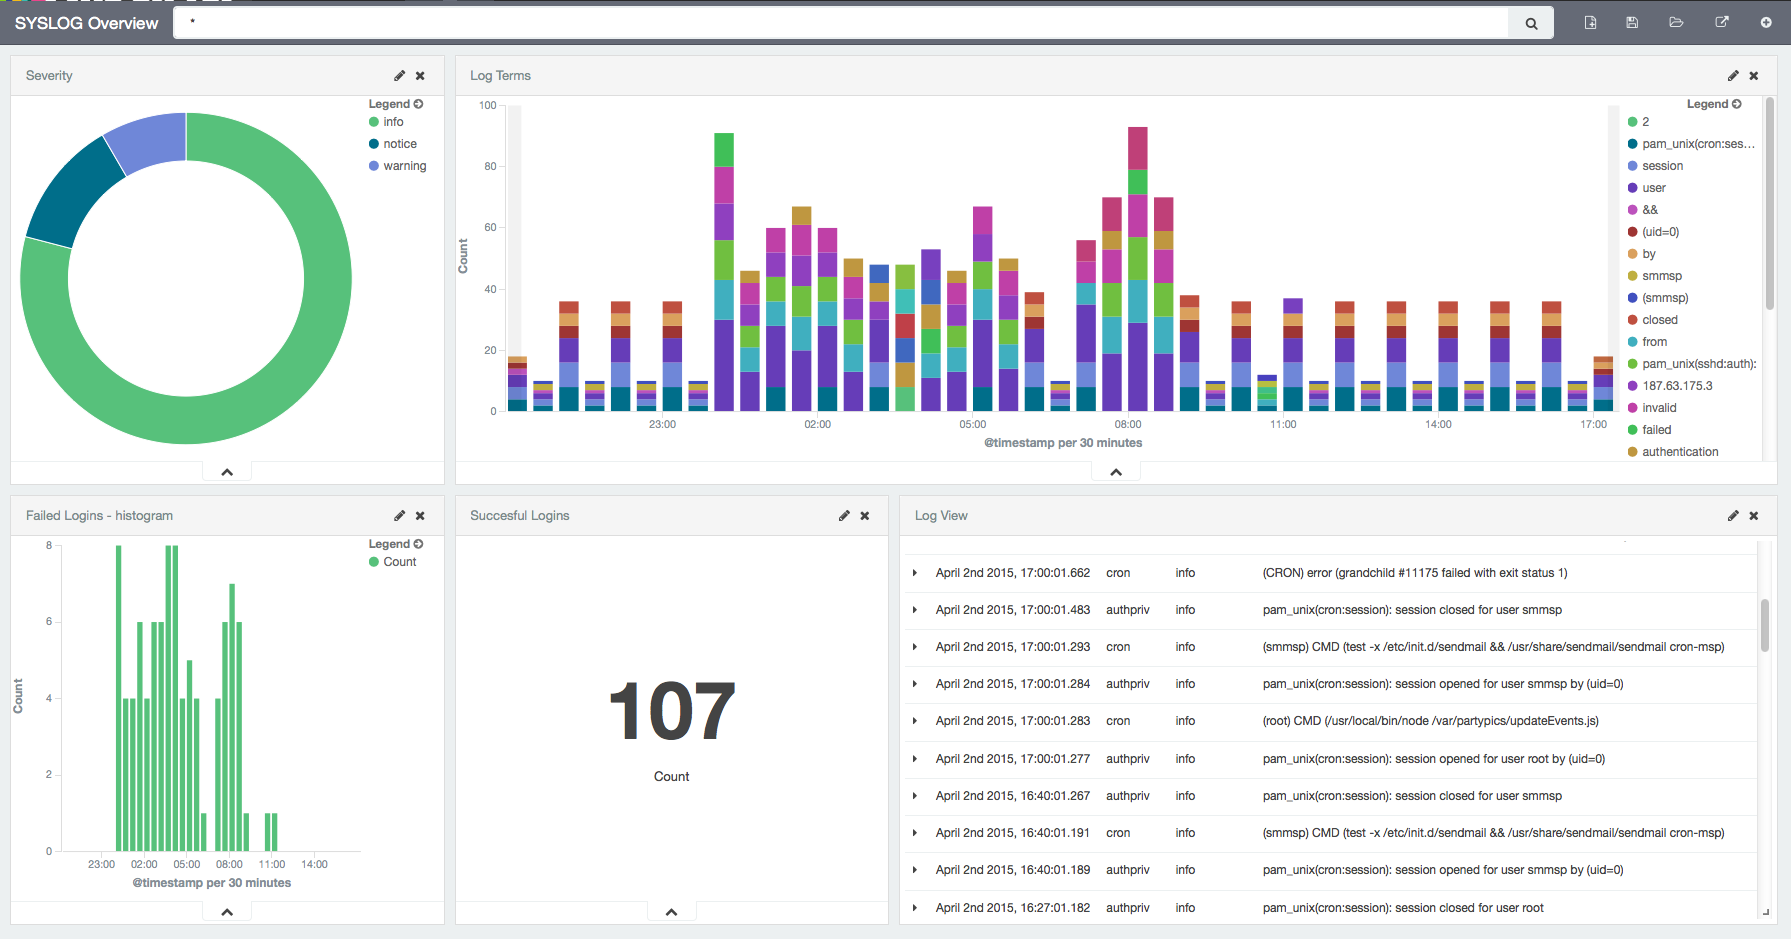 SYSLOG Overview
*
Severity
Legend
info
notice
warning
Log Terms
Legend
100
80
60
40
20
0
Count
23:00
02:00
05:00
08:00
11:00
14:00
17:00
@timestamp per 30 minutes
2
pam_unix(cron:ses...
session
user
&&
(uid=0)
by
smmsp
(smmsp)
closed
from
pam_unix(sshd:auth):
187.63.175.3
invalid
failed
authentication
Failed Logins - histogram
Legend
Count
8
6
4
2
0
Count
23:00
02:00
05:00
08:00
11:00
14:00
@timestamp per 30 minutes
Succesful Logins
107
Count
Log View
April 2nd 2015, 17:00:01.662 cron info (CRON) error (grandchild #11175 failed with exit status 1)
April 2nd 2015, 17:00:01.483 authpriv info pam_unix(cron:session): session closed for user smmsp
April 2nd 2015, 17:00:01.293 cron info (smmsp) CMD (test -x /etc/init.d/sendmail && /usr/share/sendmail/sendmail cron-msp)
April 2nd 2015, 17:00:01.284 authpriv info pam_unix(cron:session): session opened for user smmsp by (uid=0)
April 2nd 2015, 17:00:01.283 cron info (root) CMD (/usr/local/bin/node /var/partypics/updateEvents.js)
April 2nd 2015, 17:00:01.277 authpriv info pam_unix(cron:session): session opened for user root by (uid=0)
April 2nd 2015, 16:40:01.267 authpriv info pam_unix(cron:session): session closed for user smmsp
April 2nd 2015, 16:40:01.191 cron info (smmsp) CMD (test -x /etc/init.d/sendmail && /usr/share/sendmail/sendmail cron-msp)
April 2nd 2015, 16:40:01.189 authpriv info pam_unix(cron:session): session opened for user smmsp by (uid=0)
April 2nd 2015, 16:27:01.182 authpriv info pam_unix(cron:session): session closed for user root